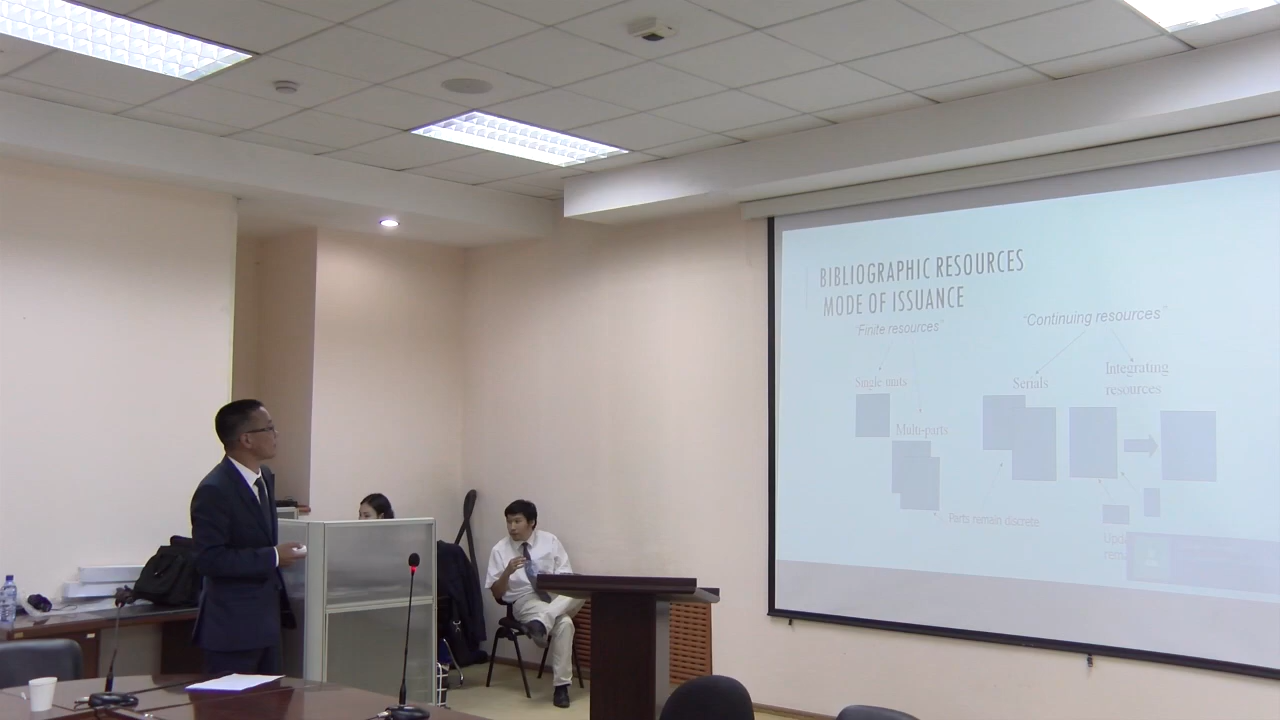 BIBLIOGRAPHIC RESOURCES
MODE OF ISSUANCE
"Finite resources"
"Continuing resources"
Single units
Multi-parts
Serials
Integrating
resources
Parts remain discrete